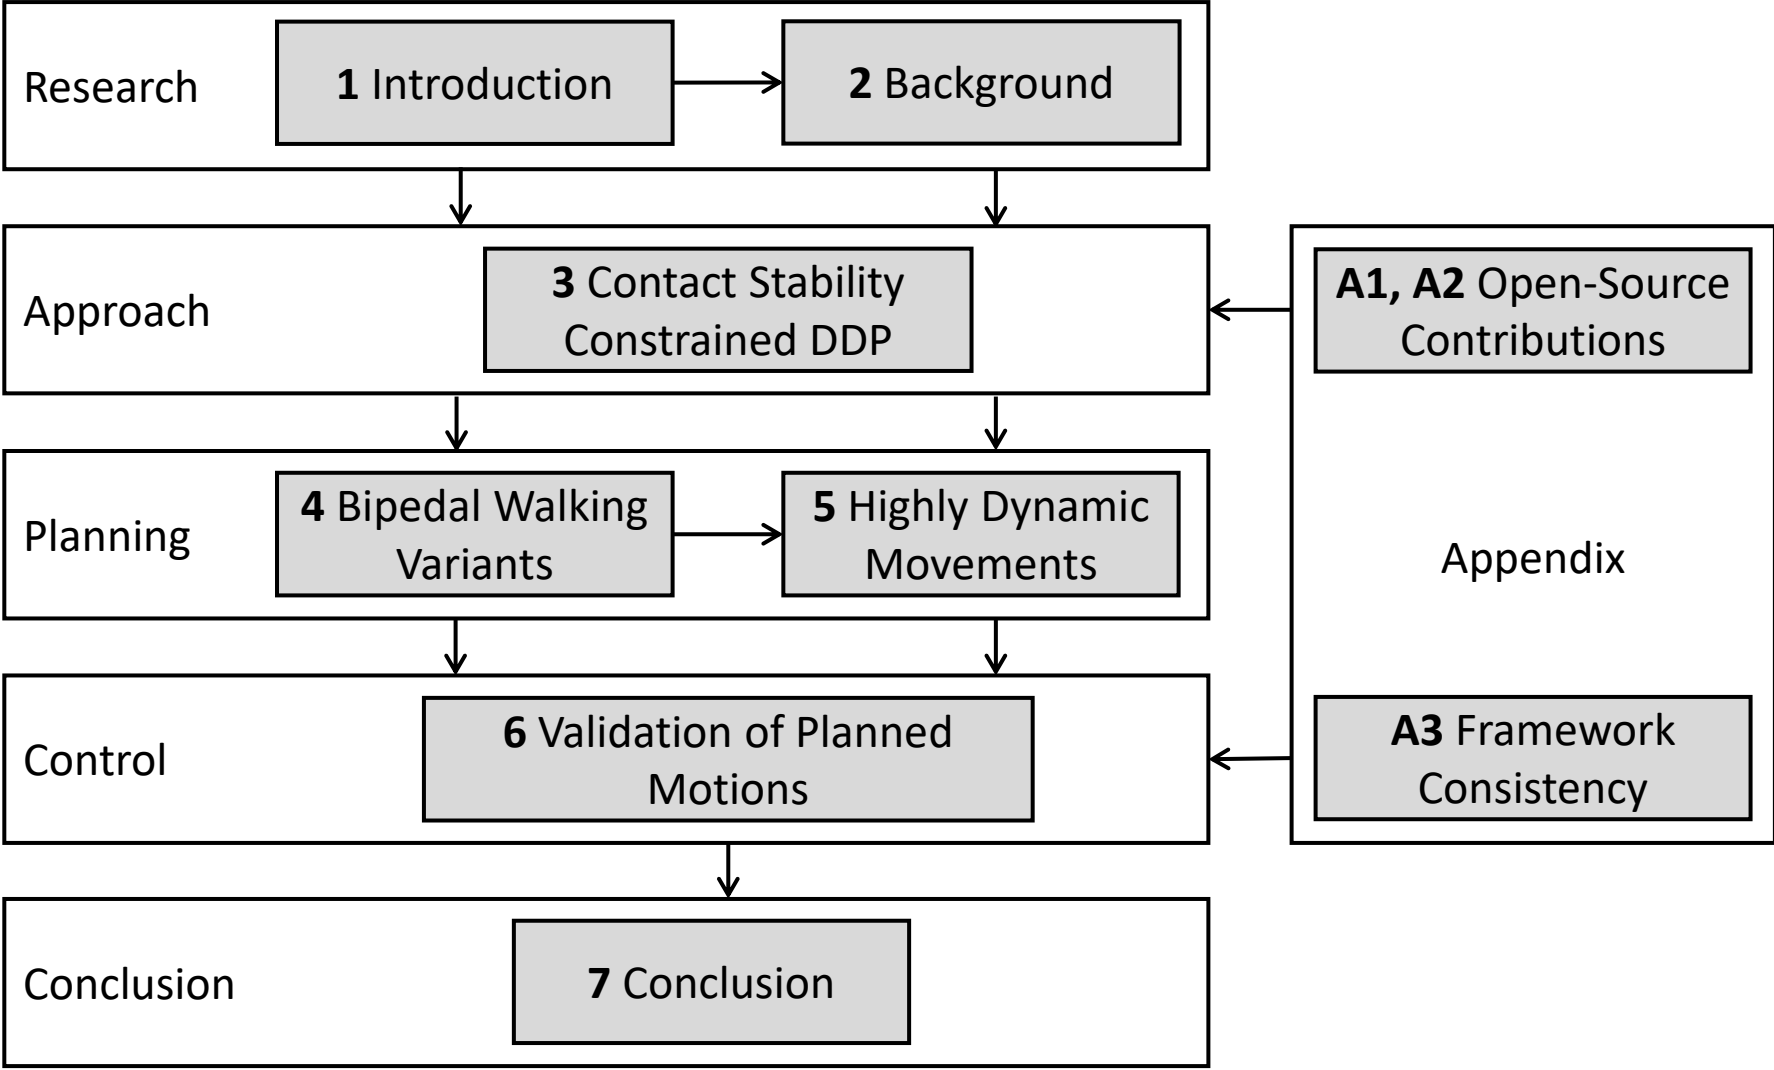 Research
1 Introduction
2 Background
Approach
3 Contact Stability
Constrained DDP
A1, A2 Open-Source
Contributions
Planning
4 Bipedal Walking
Variants
5 Highly Dynamic
Movements
Appendix
Control
6 Validation of Planned
Motions
A3 Framework
Consistency
Conclusion
7 Conclusion